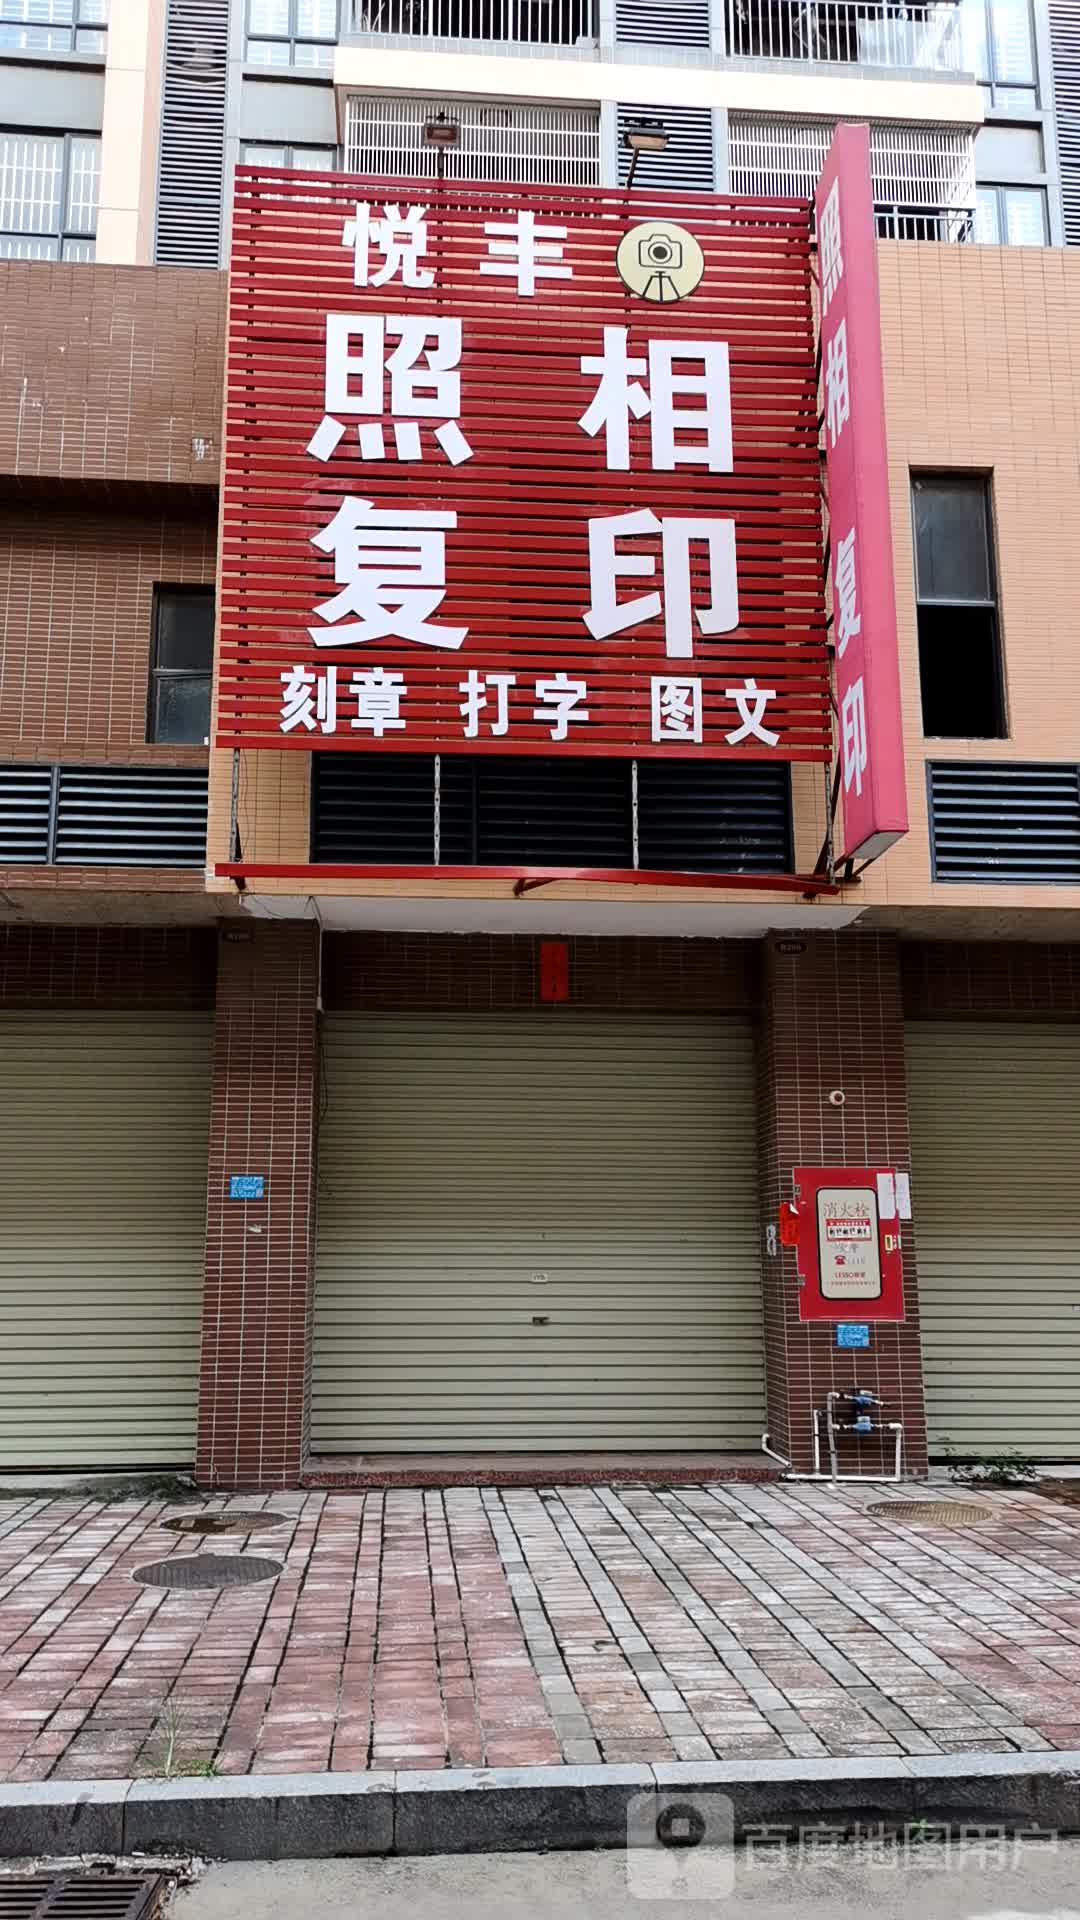 悦丰
照相
复印
刻章 打字 图文
照相 复印
消火栓
LESSO
百度地图用户